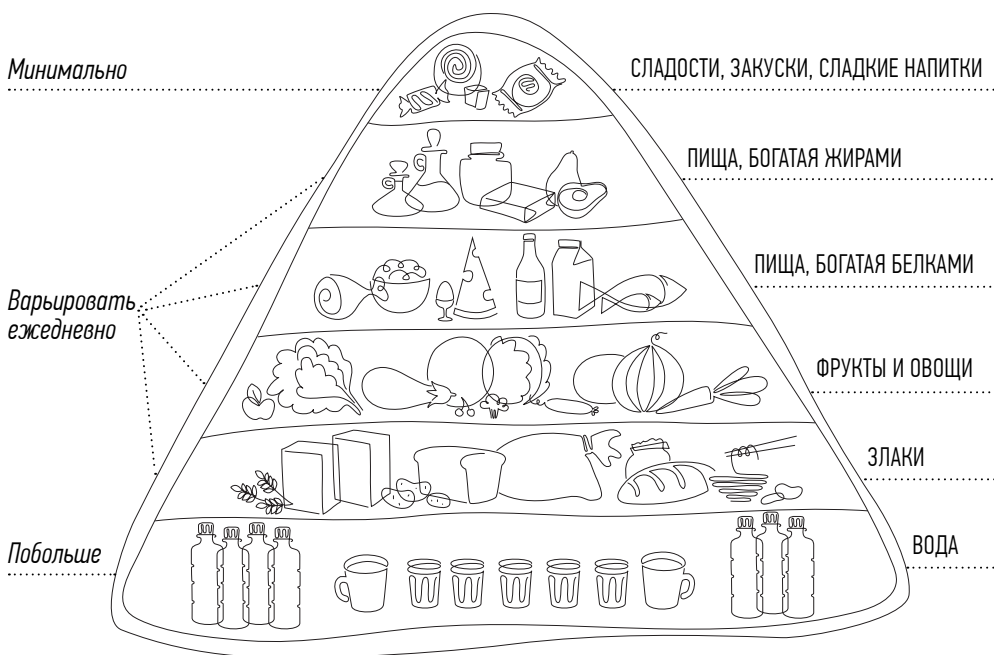 Минимально
СЛАДОСТИ, ЗАКУСКИ, СЛАДКИЕ НАПИТКИ
ПИЩА, БОГАТАЯ ЖИРАМИ
ПИЩА, БОГАТАЯ БЕЛКАМИ
Варьировать
ежедневно
ФРУКТЫ И ОВОЩИ
ЗЛАКИ
Побольше
ВОДА